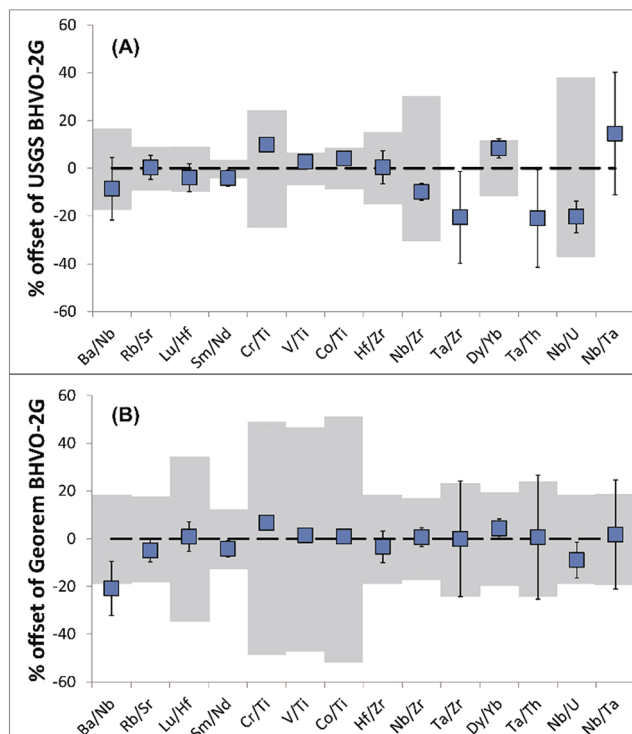 (A)
% offset of USGS BHVO-2G
60
40
20
0
-20
-40
-60
Ba/Nb
Rb/Sr
Lu/Hf
Sm/Nd
Cr/Ti
V/Ti
Co/Ti
Hf/Zr
Nb/Zr
Ta/Zr
Dy/Yb
Ta/Th
Nb/U
Nb/Ta
(B)
% offset of Georem BHVO-2G
60
40
20
0
-20
-40
-60
Ba/Nb
Rb/Sr
Lu/Hf
Sm/Nd
Cr/Ti
V/Ti
Co/Ti
Hf/Zr
Nb/Zr
Ta/Zr
Dy/Yb
Ta/Th
Nb/U
Nb/Ta